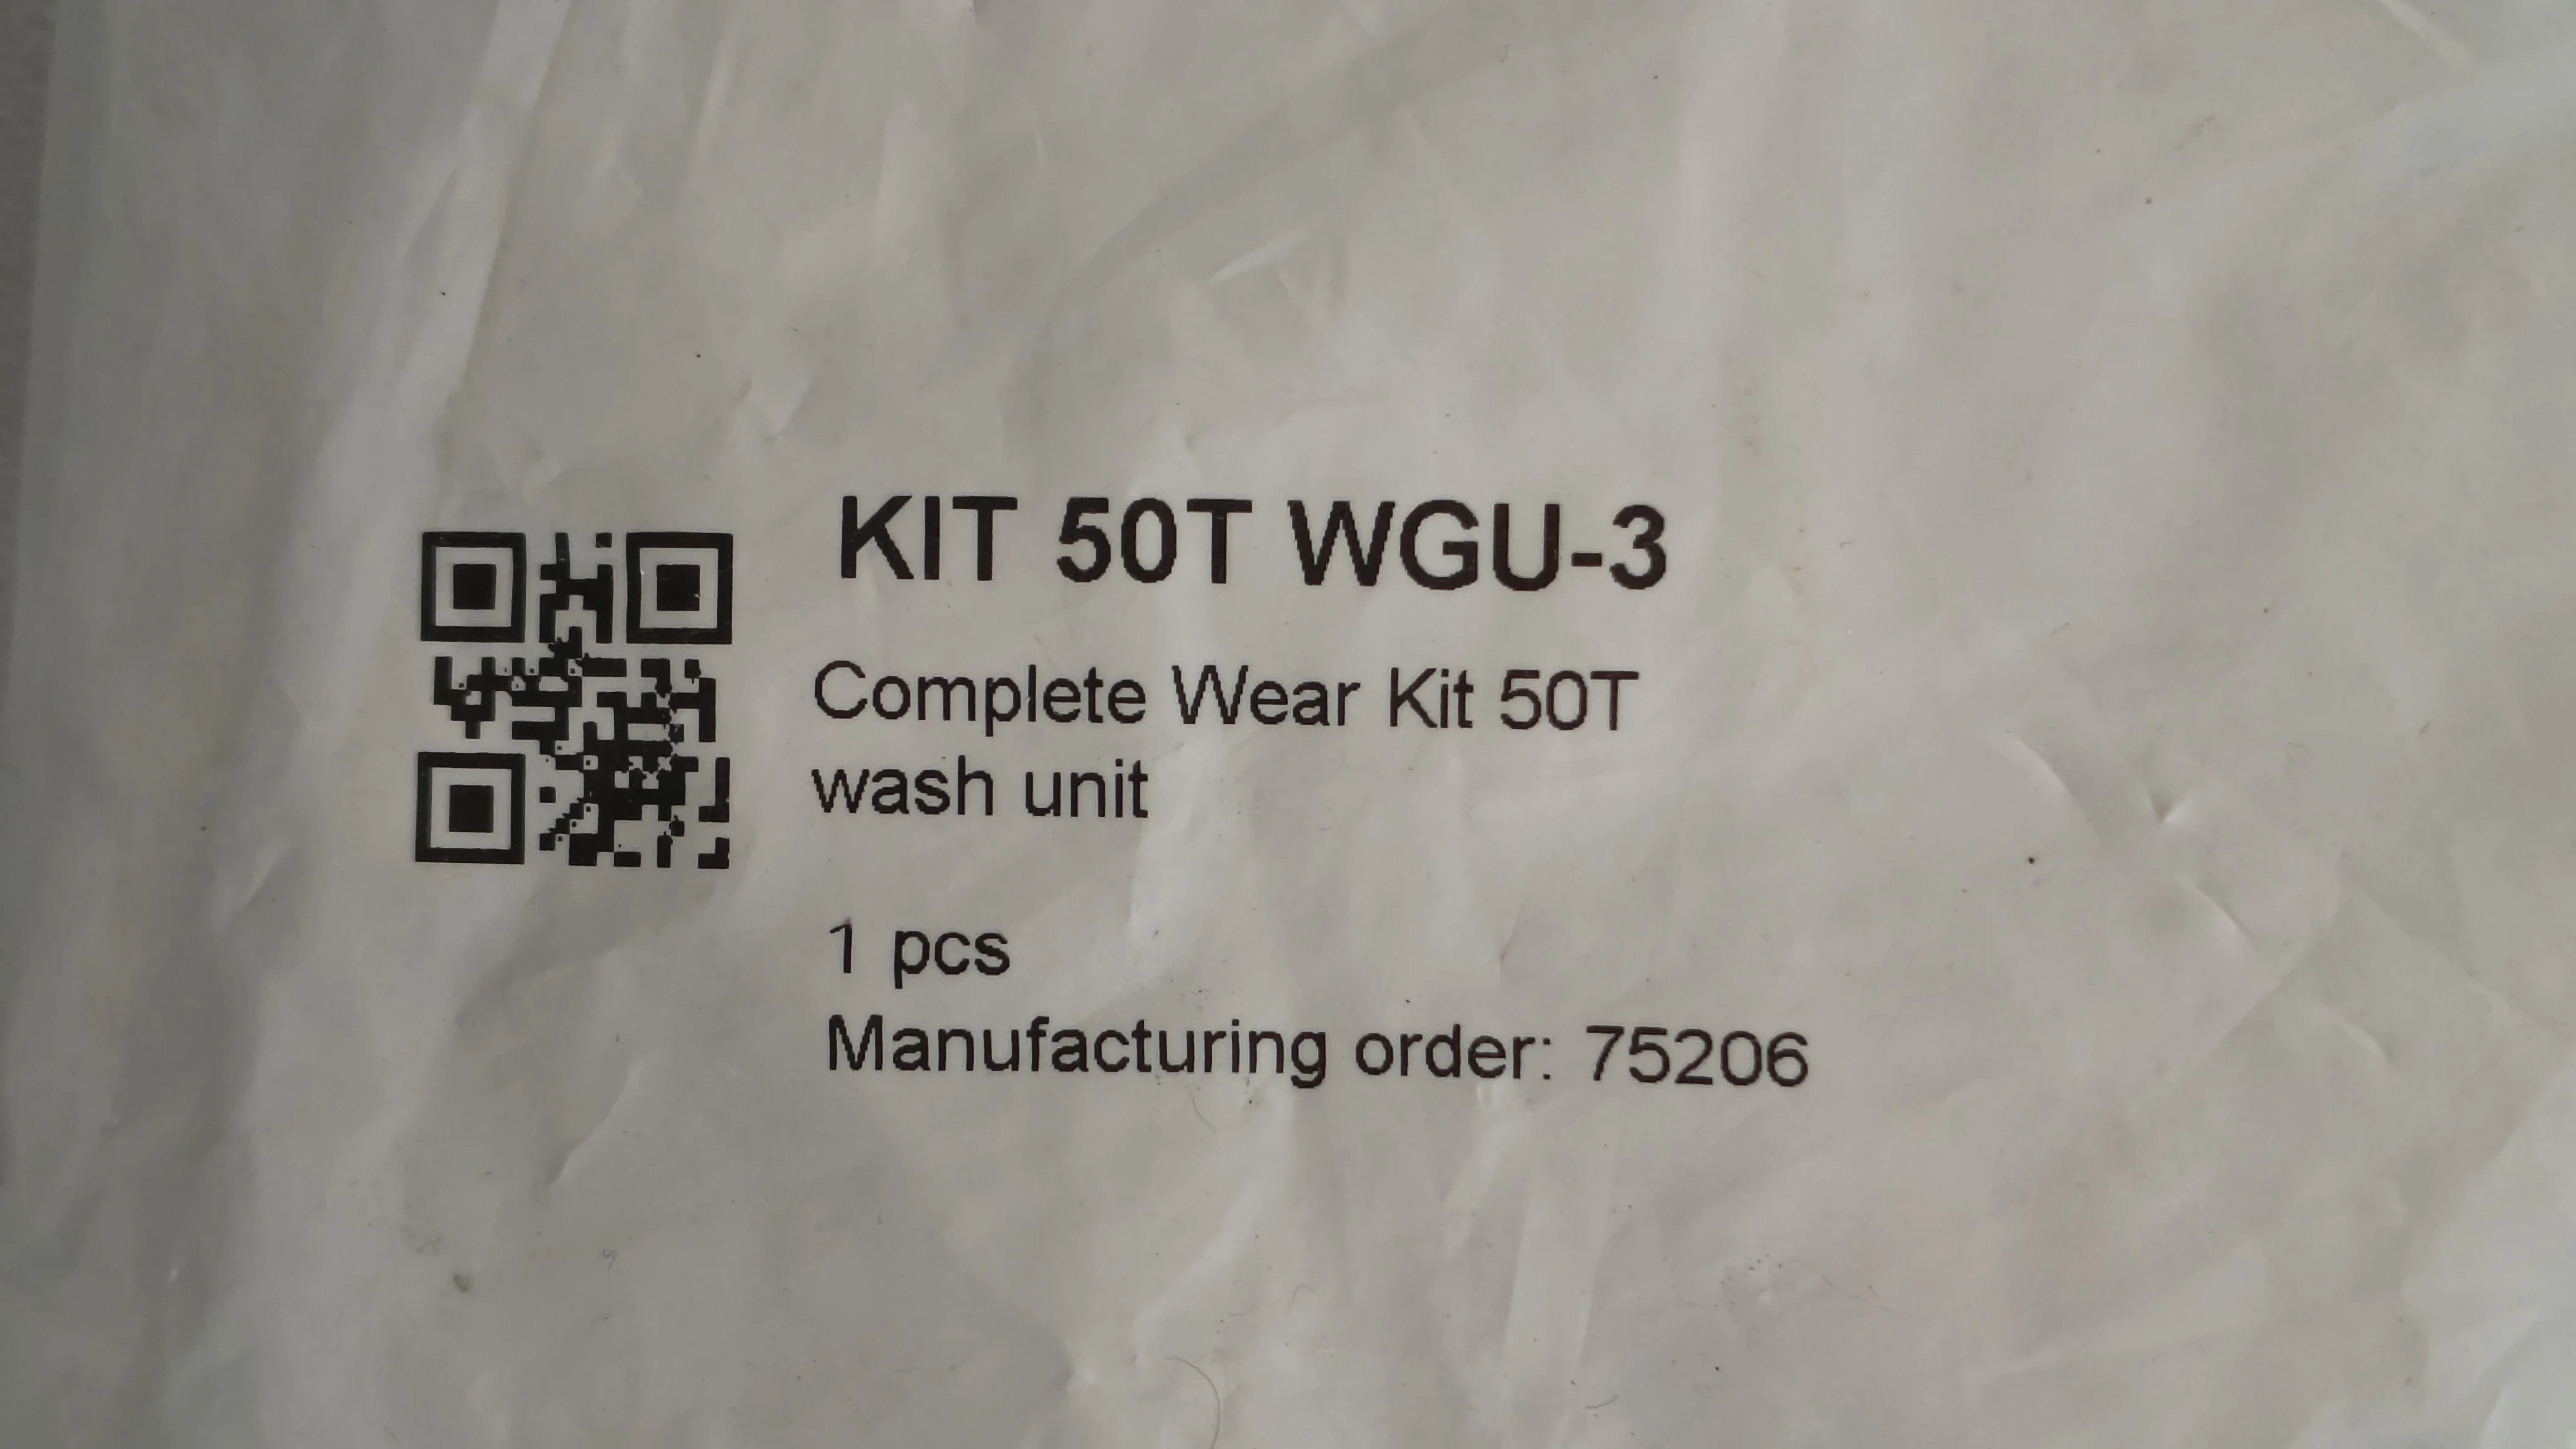 KIT 50T WGU-3
Complete Wear Kit 50T
wash unit
1 pcs
Manufacturing order: 75206